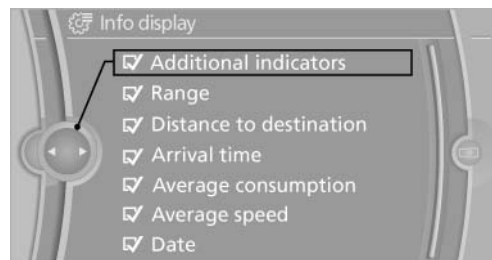 Info display
Additional indicators
Range
Distance to destination
Arrival time
Average consumption
Average speed
Date